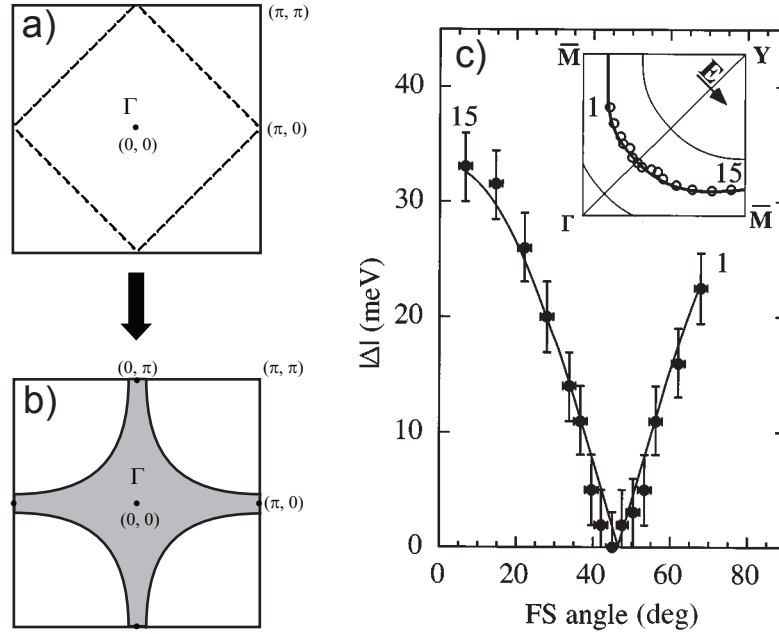 a)
(π, π)
Γ
(0, 0)
(π, 0)
b)
(0, π)
(π, π)
Γ
(0, 0)
(π, 0)
c)
|Δ| (meV)
40
30
20
10
0
0 20 40 60 80
FS angle (deg)
15
1
M̅ Y
E
1
15
Γ M̅